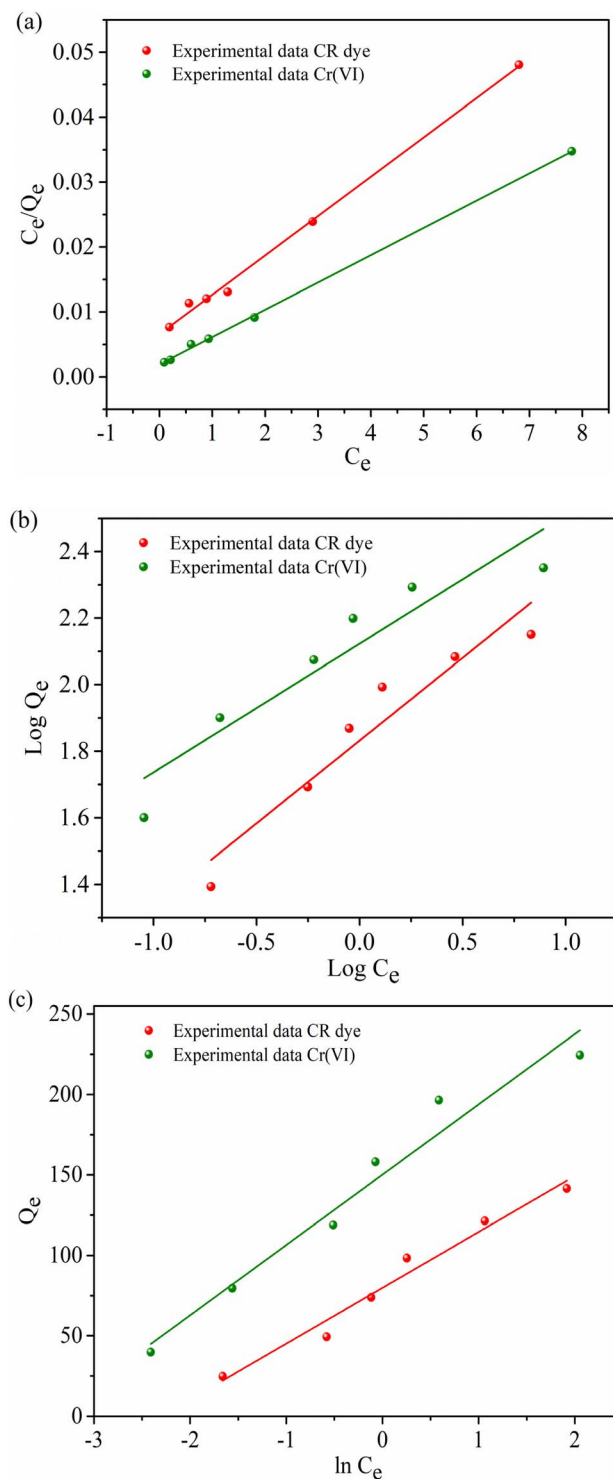 (a)
Experimental data CR dye
Experimental data Cr(VI)
0.05
0.04
0.03
0.02
0.01
0.00
Ce/Qe
-1 0 1 2 3 4 5 6 7 8
Ce
(b)
Experimental data CR dye
Experimental data Cr(VI)
2.4
2.2
2.0
1.8
1.6
1.4
Log Qe
-1.0 -0.5 0.0 0.5 1.0
Log Ce
(c)
Experimental data CR dye
Experimental data Cr(VI)
250
200
150
100
50
0
Qe
-3 -2 -1 0 1 2
ln Ce